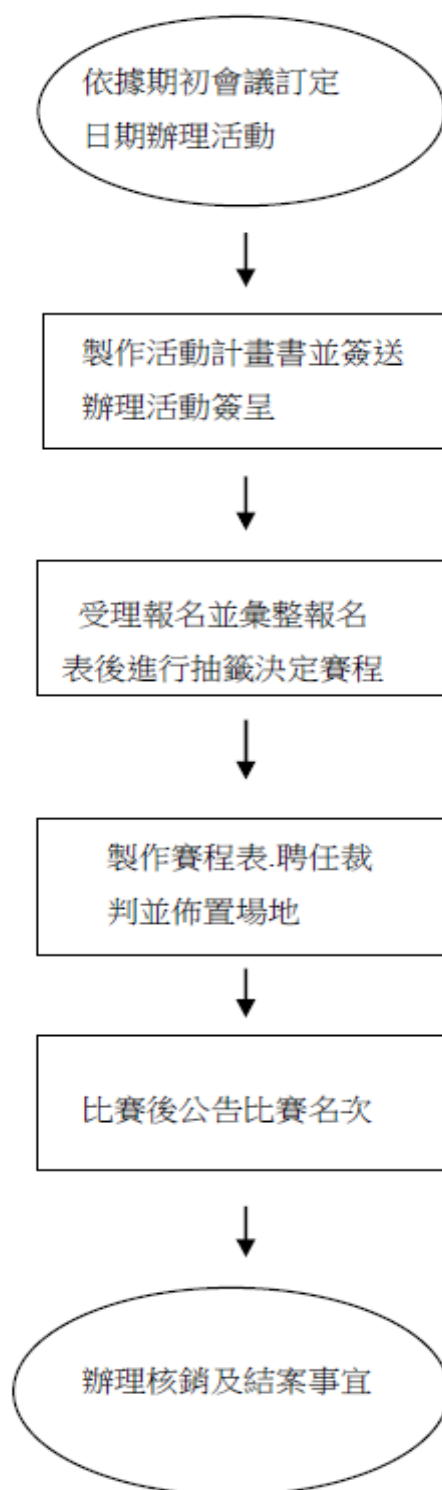 依據期初會議訂定
日期辦理活動
製作活動計畫書並簽送
辦理活動簽呈
受理報名並彙整報名
表後進行抽籤決定賽程
製作賽程表.聘任裁
判並佈置場地
比賽後公告比賽名次
辦理核銷及結案事宜